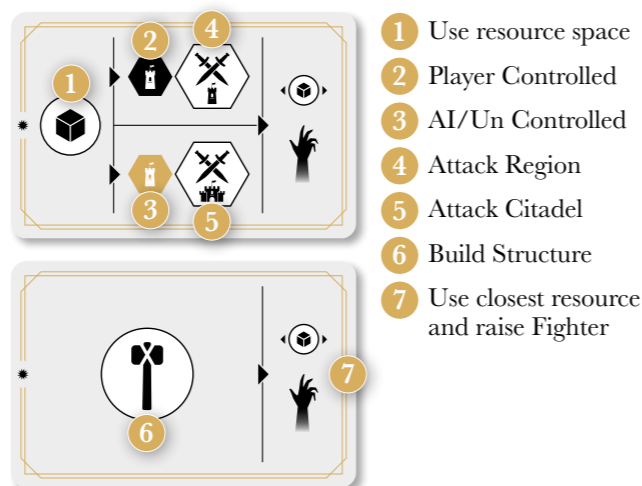 2
4
1
3
5
6
7
1 Use resource space
2 Player Controlled
3 AI/Un Controlled
4 Attack Region
5 Attack Citadel
6 Build Structure
7 Use closest resource
and raise Fighter